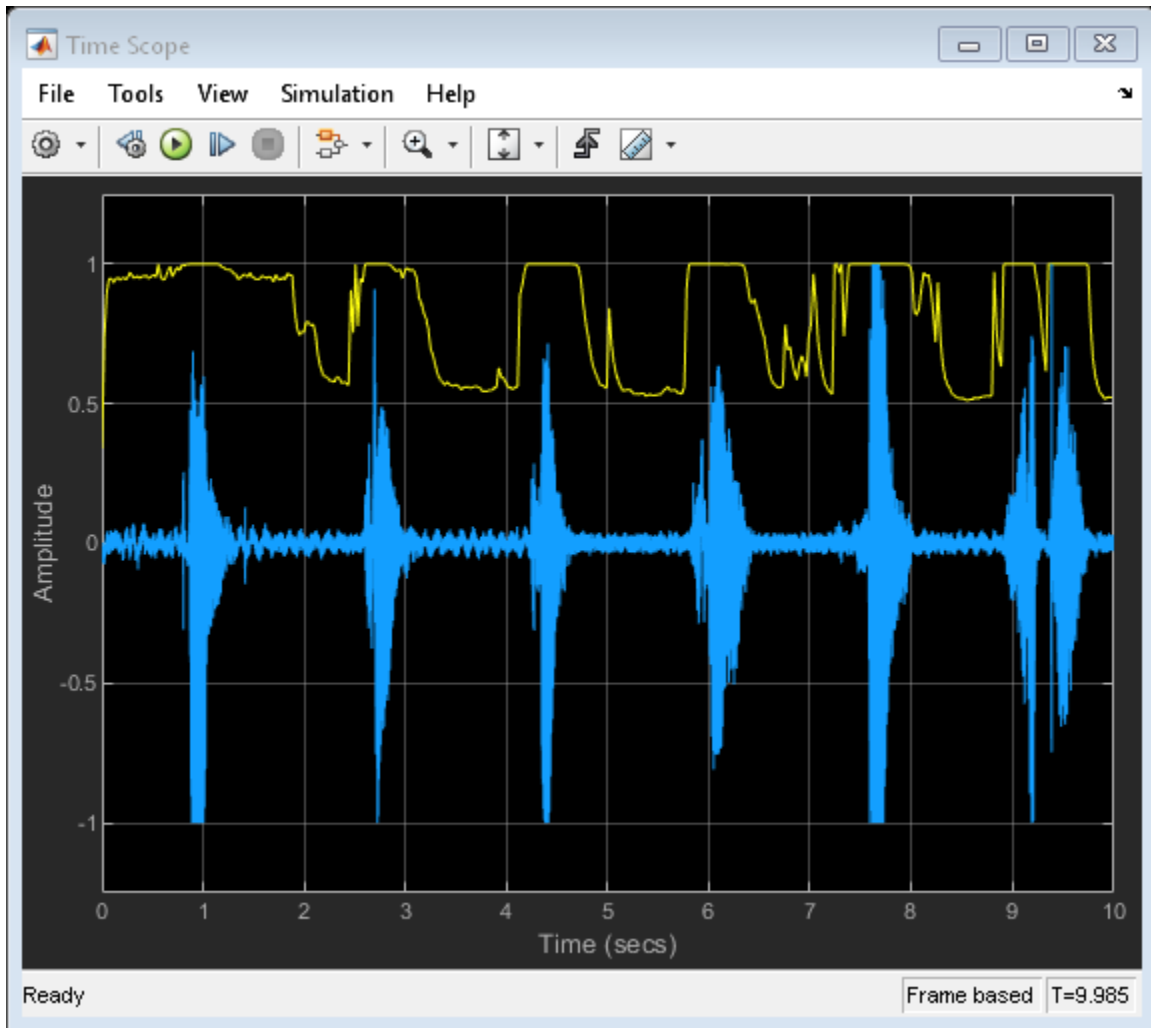 Time Scope
File Tools View Simulation Help
1
0.5
0
-0.5
-1
Amplitude
0 1 2 3 4 5 6 7 8 9 10
Time (secs)
Ready Frame based T=9.985